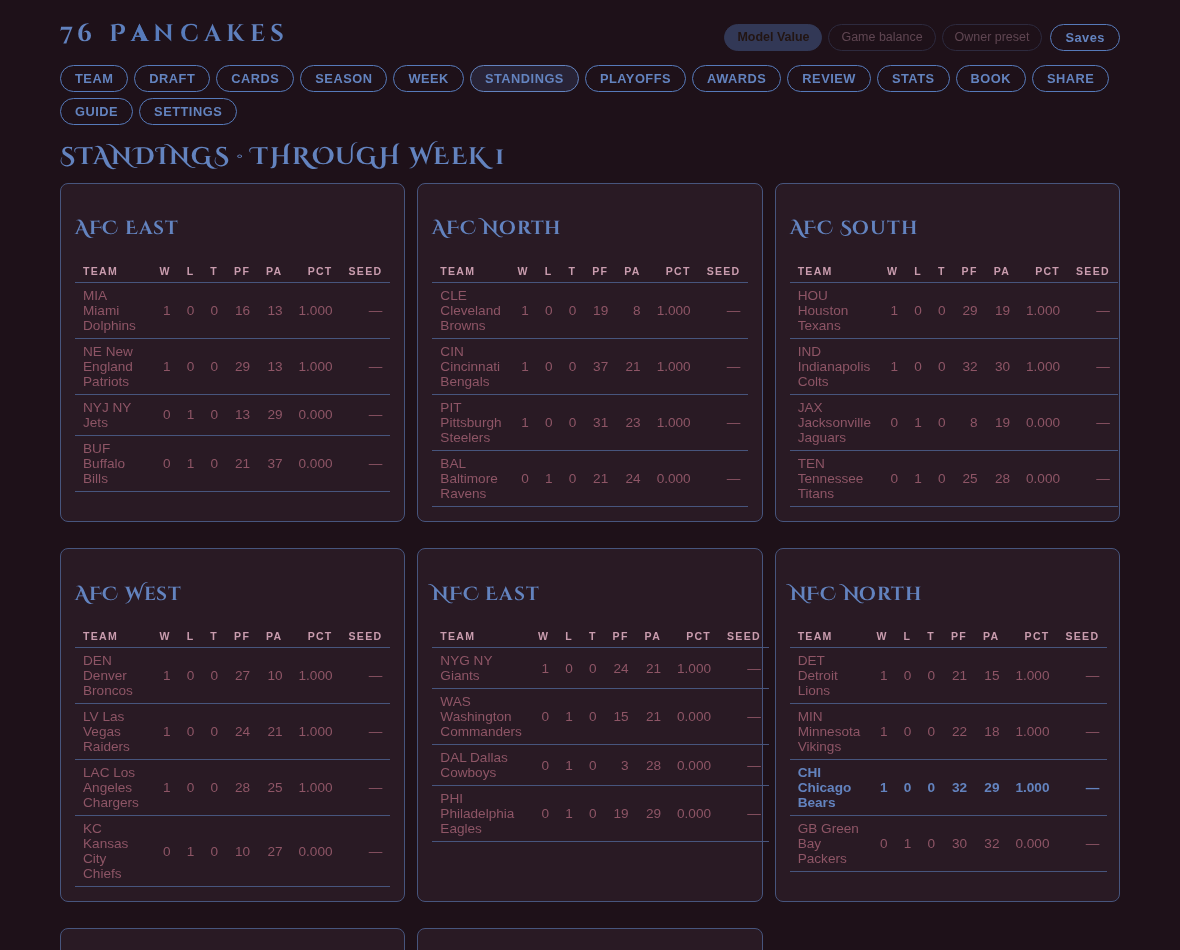 76 Pancakes
Model Value Game balance Owner preset Saves
TEAM DRAFT CARDS SEASON WEEK STANDINGS PLAYOFFS AWARDS REVIEW STATS BOOK SHARE
GUIDE SETTINGS
Standings · Through Week 1
AFC East
TEAM W L T PF PA PCT SEED
MIA
Miami
Dolphins
1 0 0 16 13 1.000 —
NE New
England
Patriots
1 0 0 29 13 1.000 —
NYJ NY
Jets
0 1 0 13 29 0.000 —
BUF
Buffalo
Bills
0 1 0 21 37 0.000 —
AFC North
TEAM W L T PF PA PCT SEED
CLE
Cleveland
Browns
1 0 0 19 8 1.000 —
CIN
Cincinnati
Bengals
1 0 0 37 21 1.000 —
PIT
Pittsburgh
Steelers
1 0 0 31 23 1.000 —
BAL
Baltimore
Ravens
0 1 0 21 24 0.000 —
AFC South
TEAM W L T PF PA PCT SEED
HOU
Houston
Texans
1 0 0 29 19 1.000 —
IND
Indianapolis
Colts
1 0 0 32 30 1.000 —
JAX
Jacksonville
Jaguars
0 1 0 8 19 0.000 —
TEN
Tennessee
Titans
0 1 0 25 28 0.000 —
AFC West
TEAM W L T PF PA PCT SEED
DEN
Denver
Broncos
1 0 0 27 10 1.000 —
LV Las
Vegas
Raiders
1 0 0 24 21 1.000 —
LAC Los
Angeles
Chargers
1 0 0 28 25 1.000 —
KC
Kansas
City
Chiefs
0 1 0 10 27 0.000 —
NFC East
TEAM W L T PF PA PCT SEED
NYG NY
Giants
1 0 0 24 21 1.000 —
WAS
Washington
Commanders
0 1 0 15 21 0.000 —
DAL Dallas
Cowboys
0 1 0 3 28 0.000 —
PHI
Philadelphia
Eagles
0 1 0 19 29 0.000 —
NFC North
TEAM W L T PF PA PCT SEED
DET
Detroit
Lions
1 0 0 21 15 1.000 —
MIN
Minnesota
Vikings
1 0 0 22 18 1.000 —
CHI
Chicago
Bears
1 0 0 32 29 1.000 —
GB Green
Bay
Packers
0 1 0 30 32 0.000 —